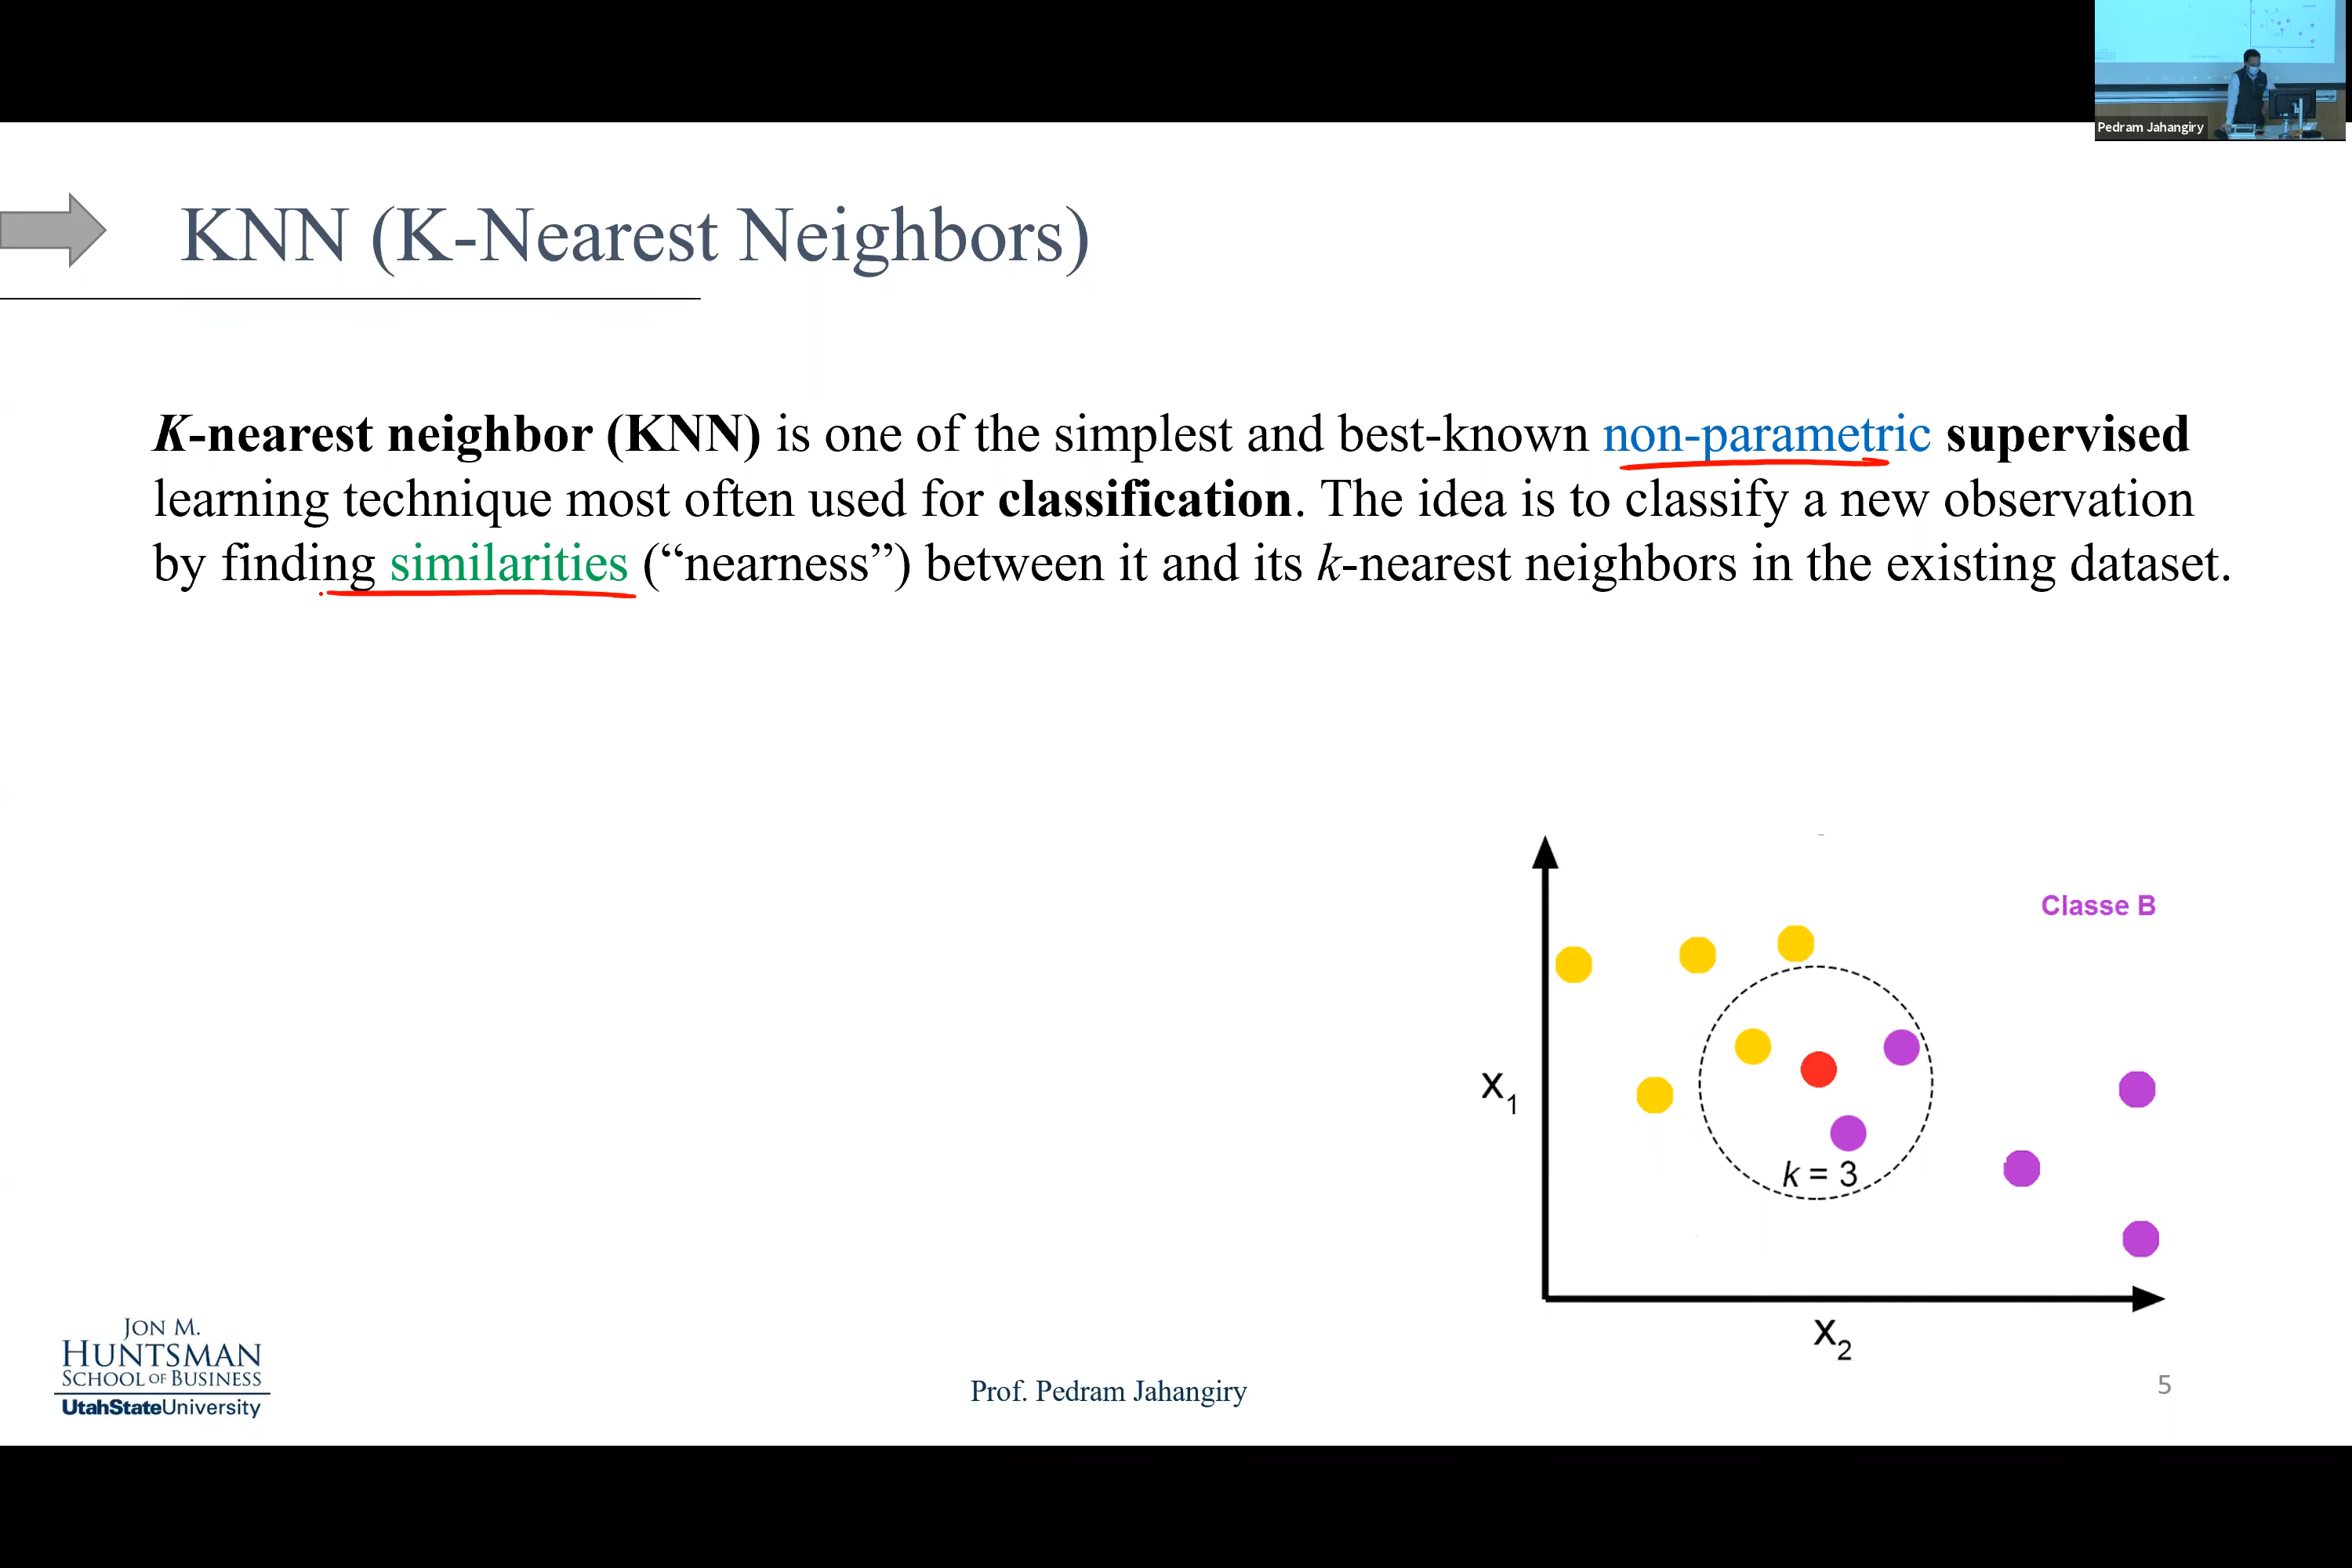 Pedram Jahangiry
KNN (K-Nearest Neighbors)
K-nearest neighbor (KNN) is one of the simplest and best-known non-parametric supervised
learning technique most often used for classification. The idea is to classify a new observation
by finding similarities (“nearness”) between it and its k-nearest neighbors in the existing dataset.
Classe B
X1
k = 3
X2
JON M.
HUNTSMAN
SCHOOL OF BUSINESS
UtahStateUniversity
Prof. Pedram Jahangiry
5